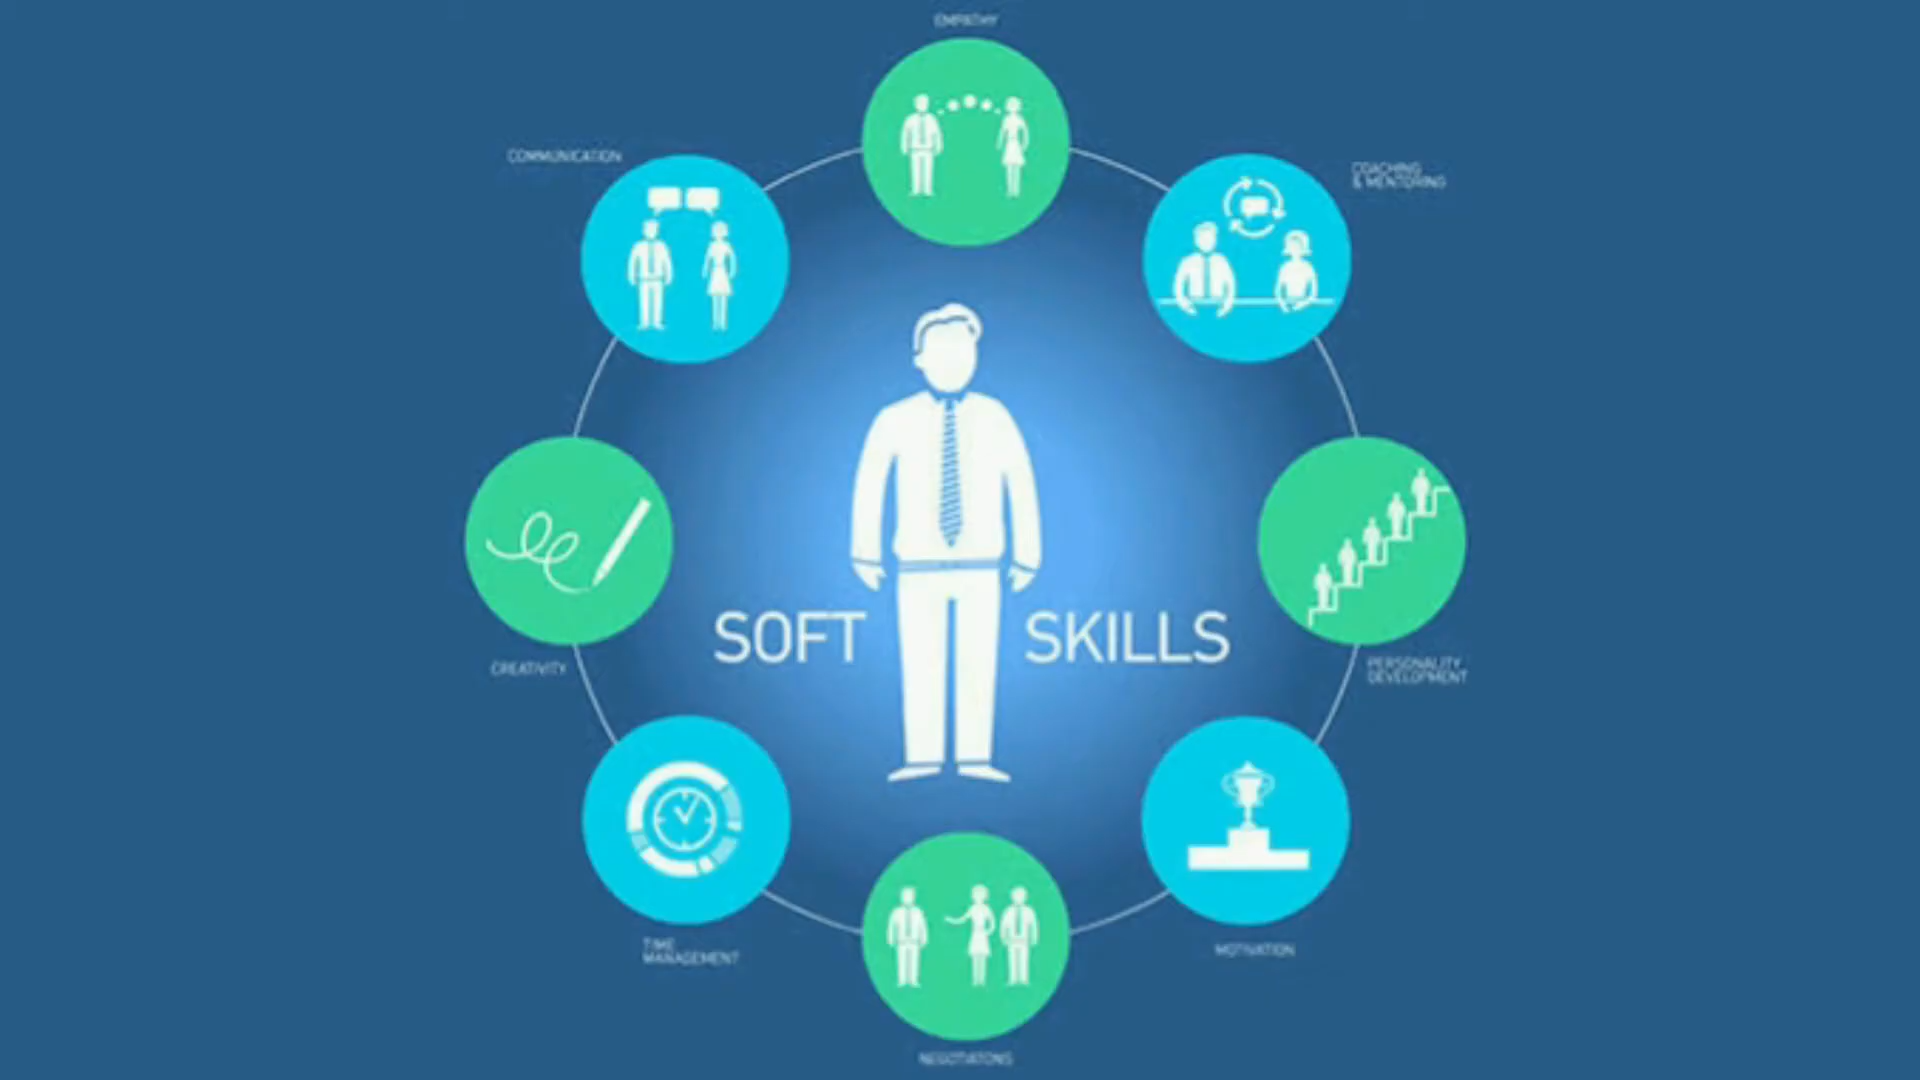 EMPATHY
COMMUNICATION
COACHING
& MENTORING
SOFT SKILLS
CREATIVITY
PERSONALITY
DEVELOPMENT
TIME
MANAGEMENT
MOTIVATION
NEGOTIATIONS